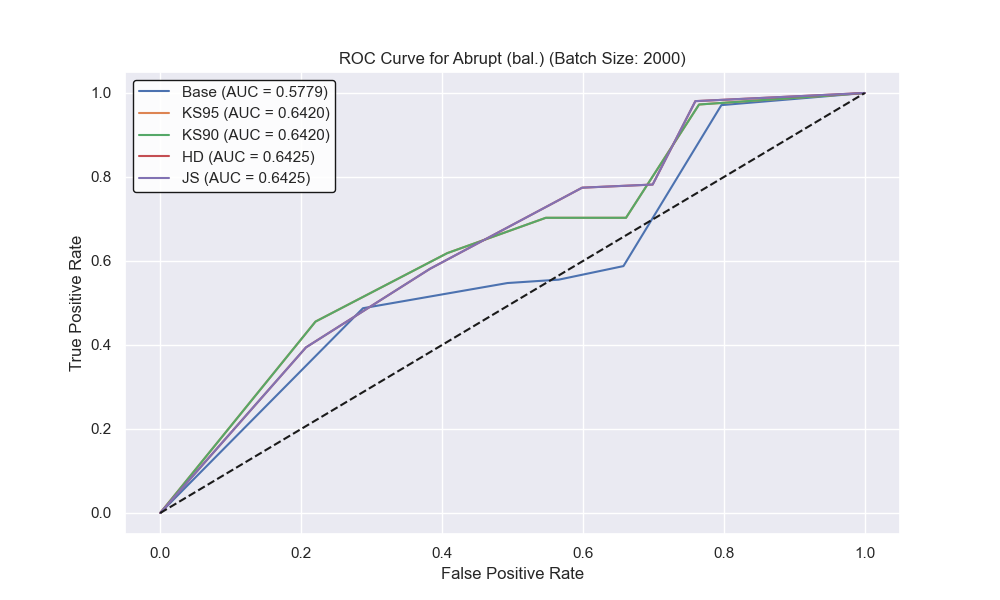 ROC Curve for Abrupt (bal.) (Batch Size: 2000)
Base (AUC = 0.5779)
KS95 (AUC = 0.6420)
KS90 (AUC = 0.6420)
HD (AUC = 0.6425)
JS (AUC = 0.6425)
True Positive Rate
1.0
0.8
0.6
0.4
0.2
0.0
0.0 0.2 0.4 0.6 0.8 1.0
False Positive Rate